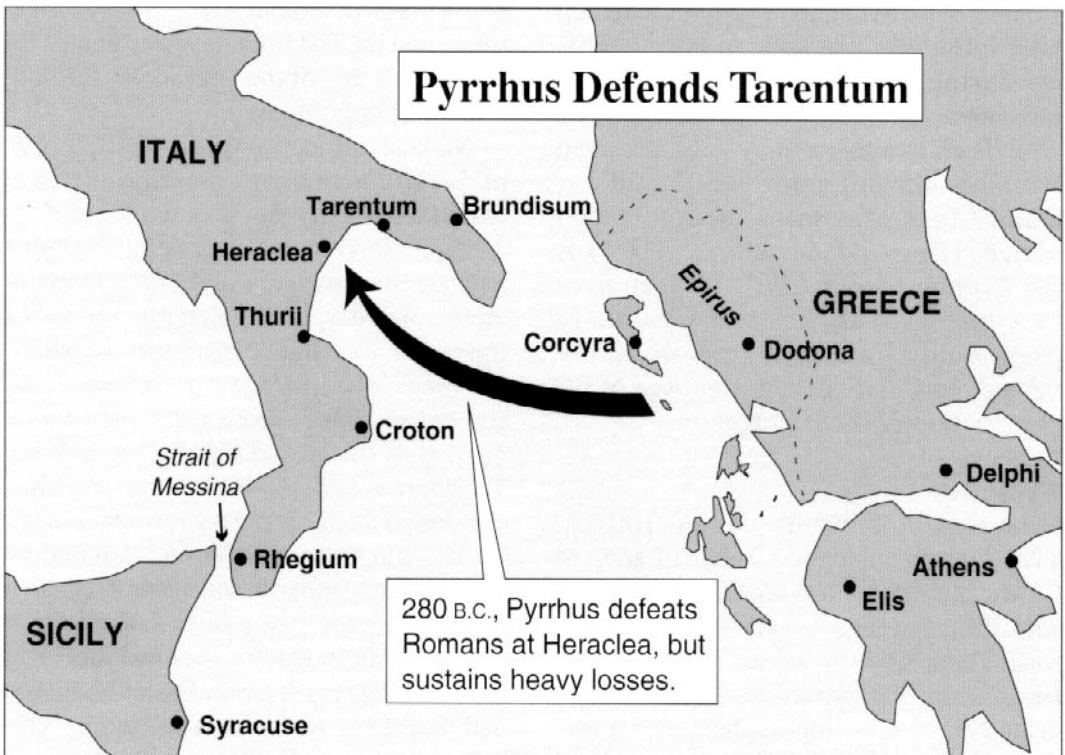 Pyrrhus Defends Tarentum
ITALY
Tarentum
Brundisum
Heraclea
Epirus
GREECE
Thurii
Corcyra
Dodona
Croton
Strait of
Messina
Delphi
Rhegium
Athens
Elis
280 B.C., Pyrrhus defeats
Romans at Heraclea, but
sustains heavy losses.
SICILY
Syracuse